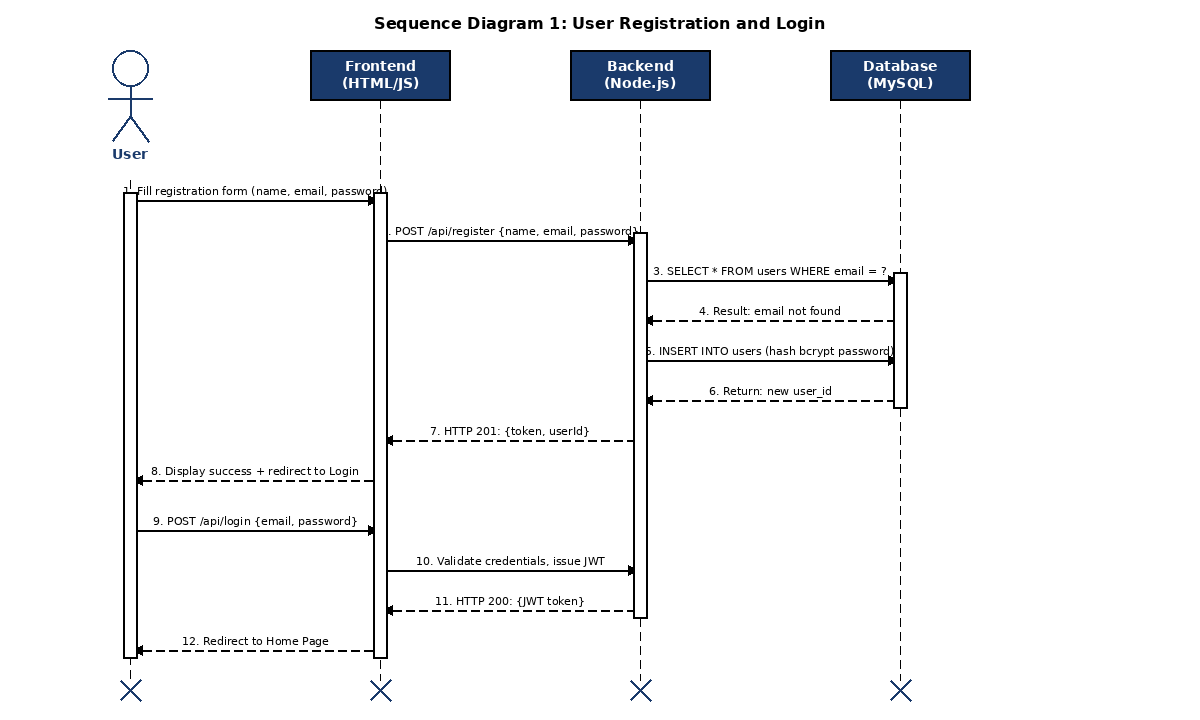 Sequence Diagram 1: User Registration and Login
Frontend
(HTML/JS)
Backend
(Node.js)
Database
(MySQL)
User
1. Fill registration form (name, email, password)
. POST /api/register {name, email, password}
3. SELECT * FROM users WHERE email = ?
4. Result: email not found
5. INSERT INTO users (hash bcrypt password)
6. Return: new user_id
7. HTTP 201: {token, userId}
8. Display success + redirect to Login
9. POST /api/login {email, password}
10. Validate credentials, issue JWT
11. HTTP 200: {JWT token}
12. Redirect to Home Page